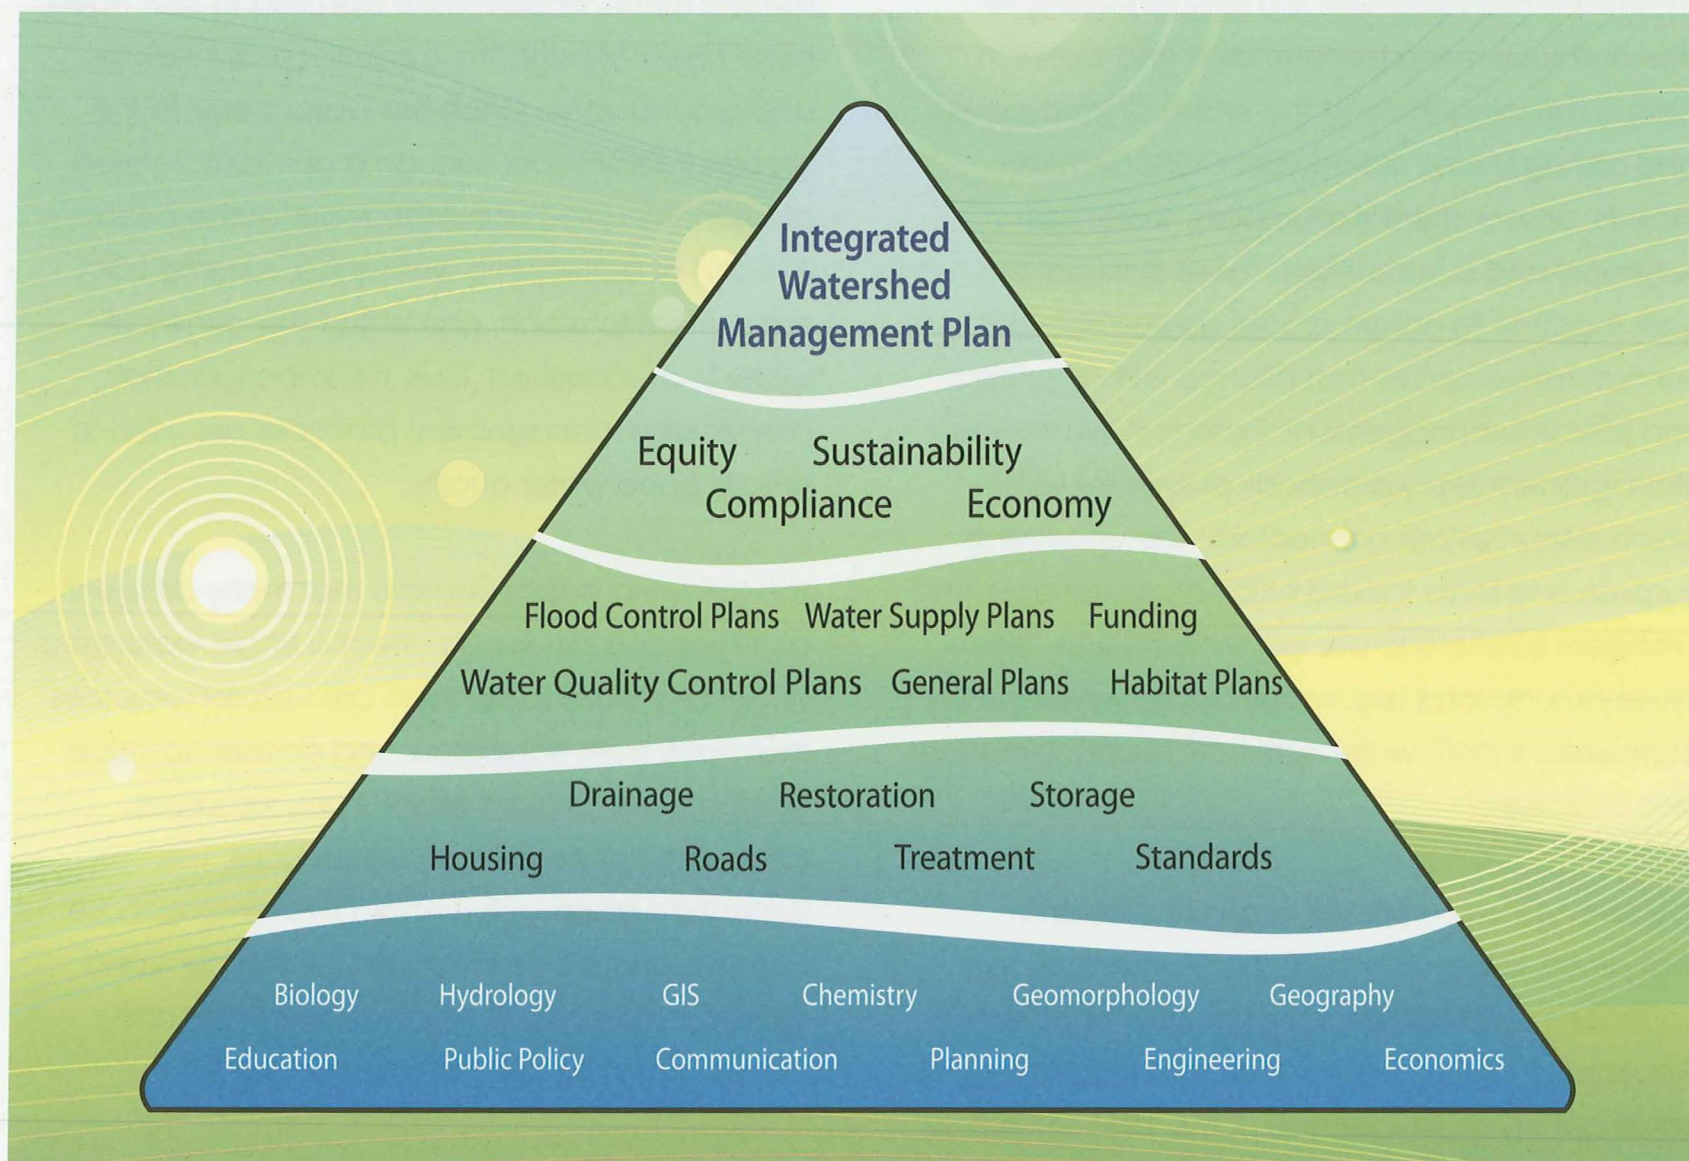 Integrated
Watershed
Management Plan
Equity Sustainability
Compliance Economy
Flood Control Plans Water Supply Plans Funding
Water Quality Control Plans General Plans Habitat Plans
Drainage Restoration Storage
Housing Roads Treatment Standards
Biology Hydrology GIS Chemistry Geomorphology Geography
Education Public Policy Communication Planning Engineering Economics